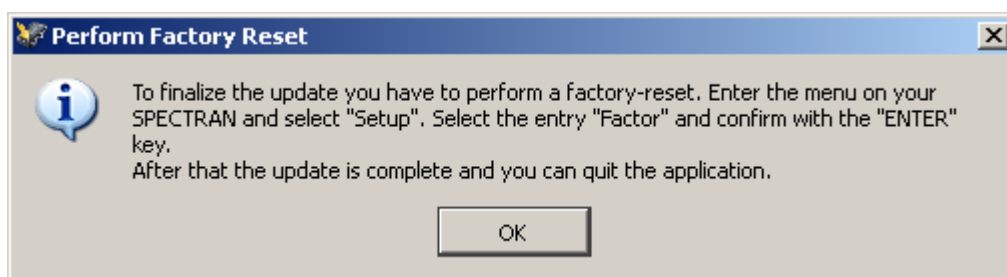 Perform Factory Reset
To finalize the update you have to perform a factory-reset. Enter the menu on your
SPECTRAN and select "Setup". Select the entry "Factor" and confirm with the "ENTER"
key.
After that the update is complete and you can quit the application.
OK